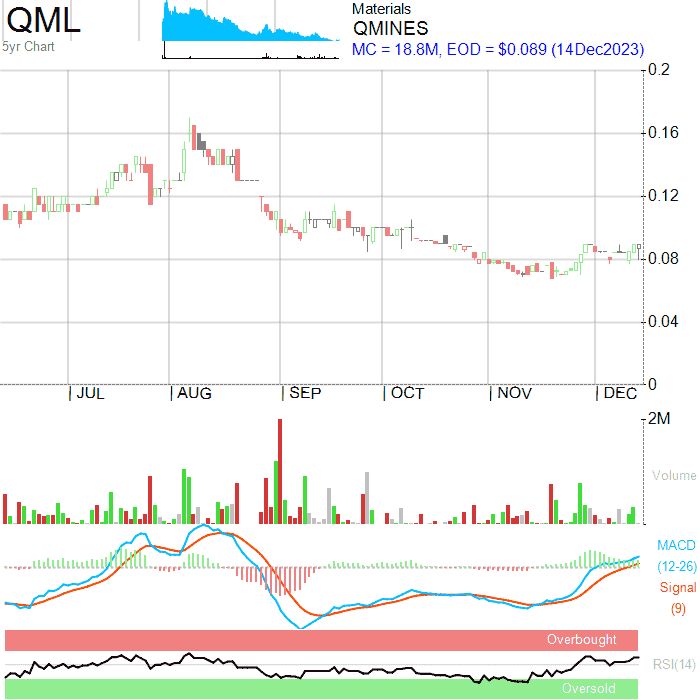 QML
5yr Chart
Materials
QMINES
MC = 18.8M, EOD = $0.089 (14Dec2023)
0.2
0.16
0.12
0.08
0.04
0
JUL AUG SEP OCT NOV DEC
2M
Volume
MACD
(12-26)
Signal
(9)
Overbought
RSI(14)
Oversold